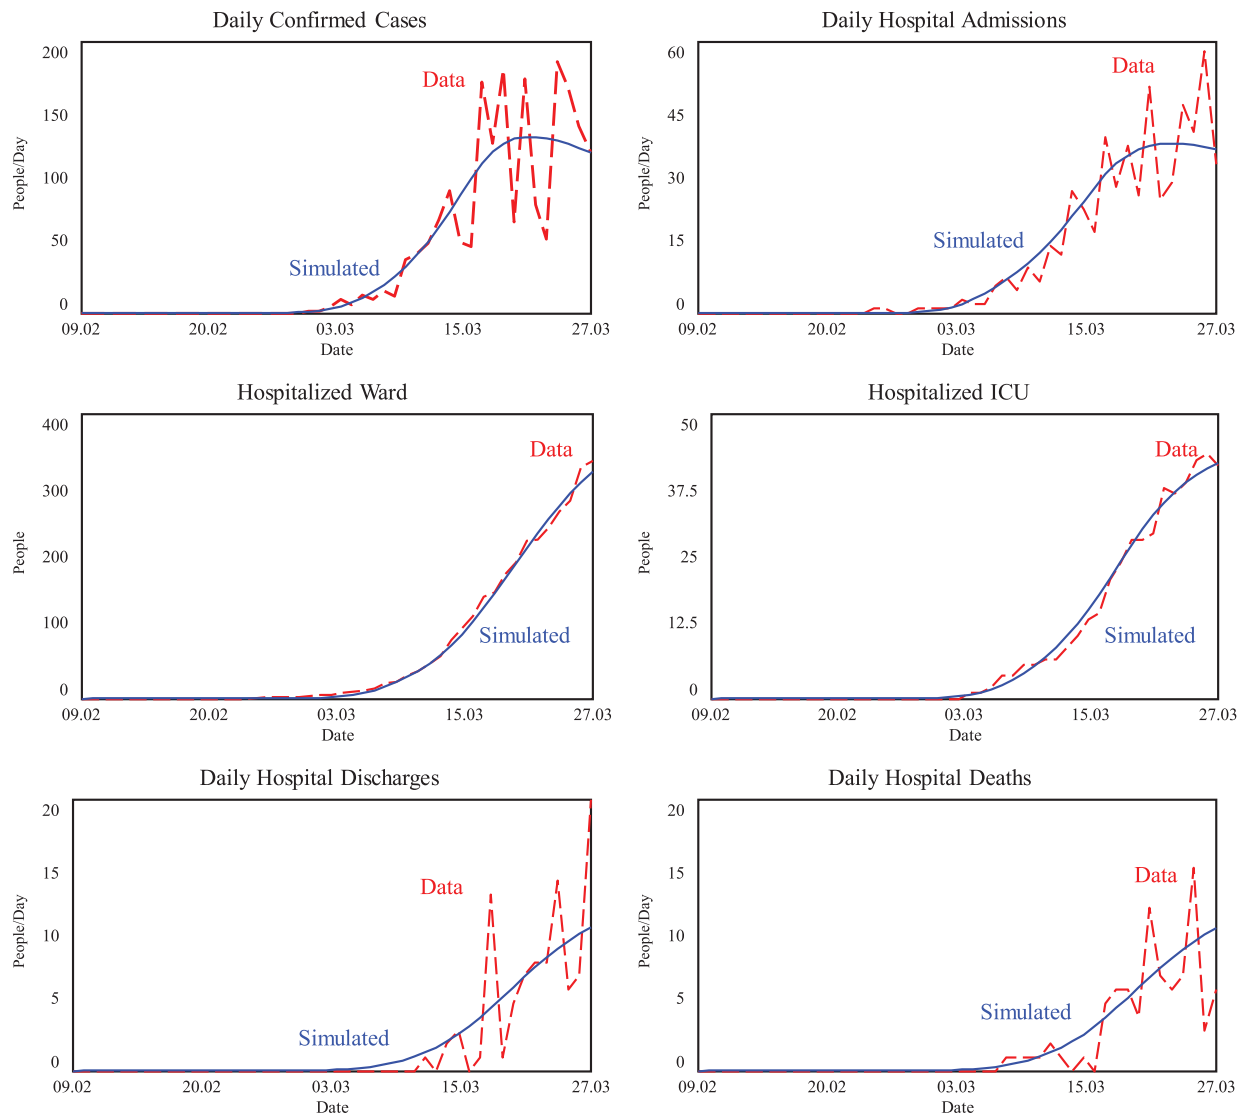 Daily Confirmed Cases
200
150
100
50
0
People/Day
Data
Simulated
09.02 20.02 03.03 15.03 27.03
Date
Daily Hospital Admissions
60
45
30
15
0
People/Day
Data
Simulated
09.02 20.02 03.03 15.03 27.03
Date
Hospitalized Ward
400
300
200
100
0
People
Data
Simulated
09.02 20.02 03.03 15.03 27.03
Date
Hospitalized ICU
50
37.5
25
12.5
0
People
Data
Simulated
09.02 20.02 03.03 15.03 27.03
Date
Daily Hospital Discharges
20
15
10
5
0
People/Day
Data
Simulated
09.02 20.02 03.03 15.03 27.03
Date
Daily Hospital Deaths
20
15
10
5
0
People/Day
Data
Simulated
09.02 20.02 03.03 15.03 27.03
Date